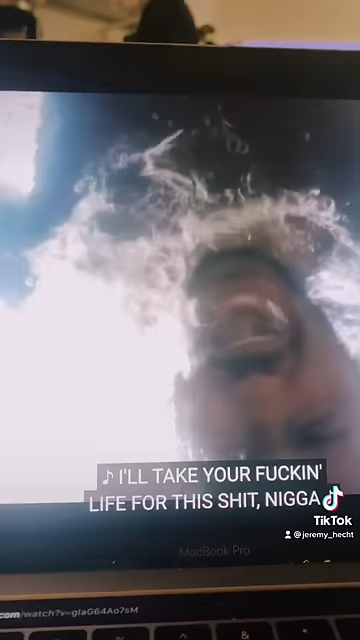 ♪ I'LL TAKE YOUR FUCKIN'
LIFE FOR THIS SHIT, NIGGA
TikTok
@jeremy_hecht
MacBook Pro
com/watch?v=glaG64Ao7sM
&